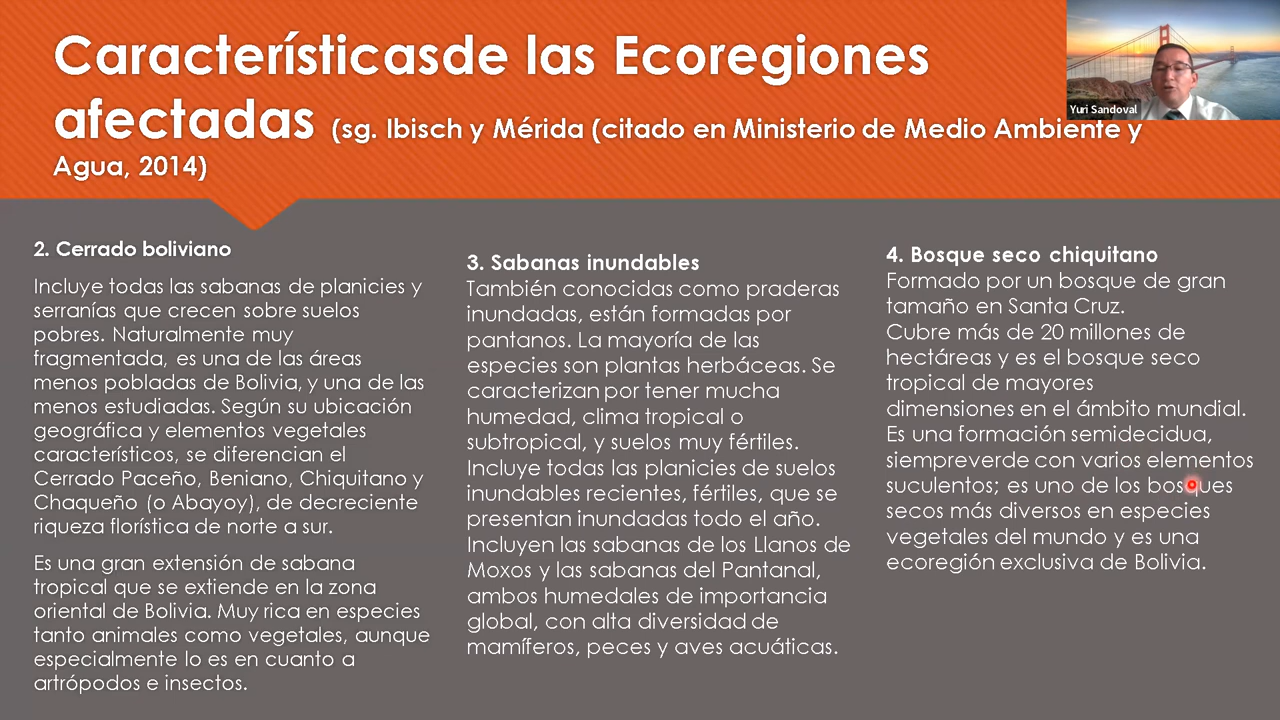 Característicasde las Ecoregiones
afectadas (sg. Ibisch y Mérida (citado en Ministerio de Medio Ambiente y
Agua, 2014)
Yuri Sandoval
2. Cerrado boliviano
Incluye todas las sabanas de planicies y
serranías que crecen sobre suelos
pobres. Naturalmente muy
fragmentada, es una de las áreas
menos pobladas de Bolivia, y una de las
menos estudiadas. Según su ubicación
geográfica y elementos vegetales
característicos, se diferencian el
Cerrado Paceño, Beniano, Chiquitano y
Chaqueño (o Abayoy), de decreciente
riqueza florística de norte a sur.
Es una gran extensión de sabana
tropical que se extiende en la zona
oriental de Bolivia. Muy rica en especies
tanto animales como vegetales, aunque
especialmente lo es en cuanto a
artrópodos e insectos.
3. Sabanas inundables
También conocidas como praderas
inundadas, están formadas por
pantanos. La mayoría de las
especies son plantas herbáceas. Se
caracterizan por tener mucha
humedad, clima tropical o
subtropical, y suelos muy fértiles.
Incluye todas las planicies de suelos
inundables recientes, fértiles, que se
presentan inundadas todo el año.
Incluyen las sabanas de los Llanos de
Moxos y las sabanas del Pantanal,
ambos humedales de importancia
global, con alta diversidad de
mamíferos, peces y aves acuáticas.
4. Bosque seco chiquitano
Formado por un bosque de gran
tamaño en Santa Cruz.
Cubre más de 20 millones de
hectáreas y es el bosque seco
tropical de mayores
dimensiones en el ámbito mundial.
Es una formación semidecidua,
siempreverde con varios elementos
suculentos; es uno de los bosques
secos más diversos en especies
vegetales del mundo y es una
ecoregión exclusiva de Bolivia.